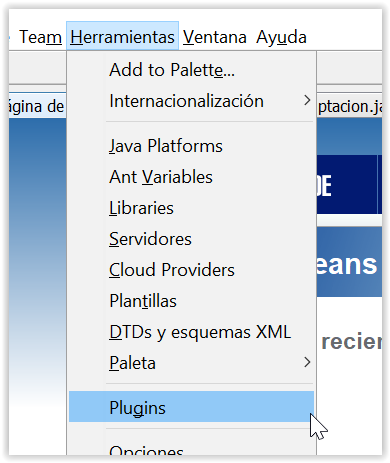 Team Herramientas Ventana Ayuda
Add to Palette...
Internacionalización
ágina de
ptacion.ja
Java Platforms
Ant Variables
Libraries
DE
Servidores
eans
Cloud Providers
Plantillas
DTDs y esquemas XML
recien
Paleta
Plugins
Opciones